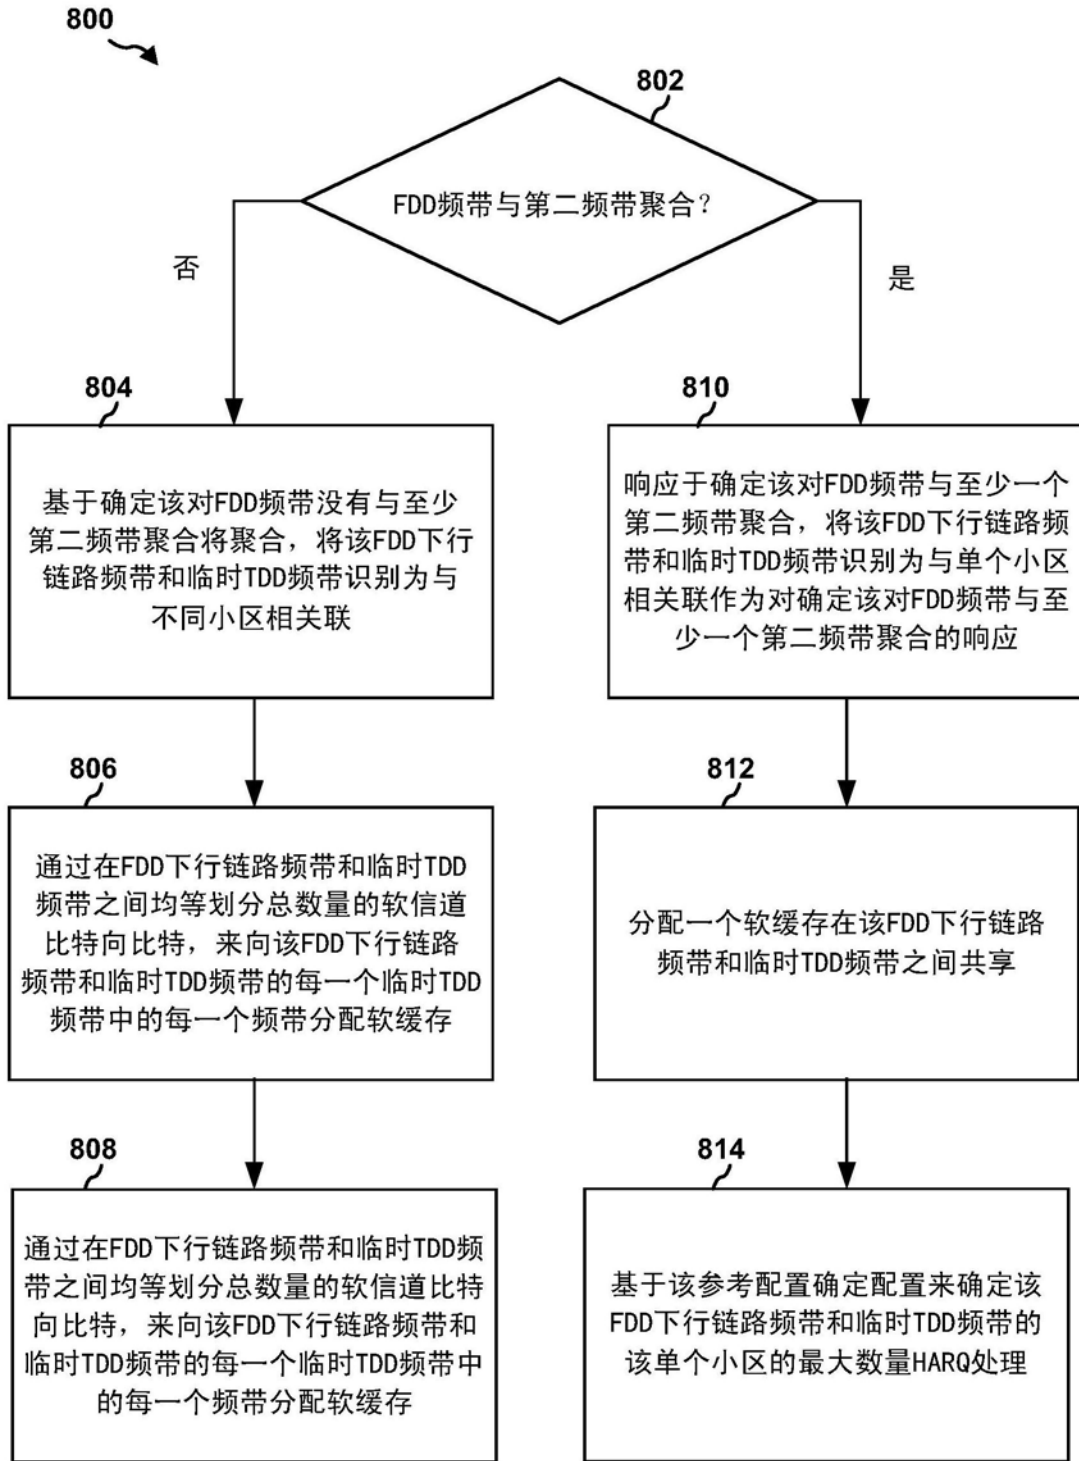 800
802
FDD频带与第二频带聚合？
否
是
804
基于确定该对FDD频带没有与至少
第二频带聚合将聚合，将该FDD下行
链路频带和临时TDD频带识别为与
不同小区相关联
806
通过在FDD下行链路频带和临时TDD
频带之间均等划分总数量的软信道
比特向比特，来向该FDD下行链路
频带和临时TDD频带的每一个临时TDD
频带中的每一个频带分配软缓存
808
通过在FDD下行链路频带和临时TDD频
带之间均等划分总数量的软信道比特
向比特，来向该FDD下行链路频带和
临时TDD频带的每一个临时TDD频带中
的每一个频带分配软缓存
810
响应于确定该对FDD频带与至少一个
第二频带聚合，将该FDD下行链路频
带和临时TDD频带识别为与单个小区
相关联作为对确定该对FDD频带与至
少一个第二频带聚合的响应
812
分配一个软缓存在该FDD下行链路
频带和临时TDD频带之间共享
814
基于该参考配置确定配置来确定该
FDD下行链路频带和临时TDD频带的
该单个小区的最大数量HARQ处理